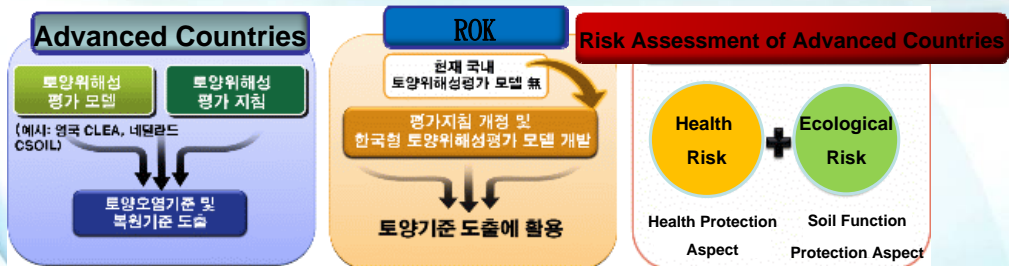 Advanced Countries
토양위해성
평가 모델
토양위해성
평가 지침
(예시: 영국 CLEA, 네덜란드
CSOIL)
토양오염기준 및
복원기준 도출
ROK
현재 국내
토양위해성평가 모델 無
평가지침 개정 및
한국형 토양위해성평가 모델 개발
토양기준 도출에 활용
Risk Assessment of Advanced Countries
Health
Risk
Ecological
Risk
Health Protection
Aspect
Soil Function
Protection Aspect